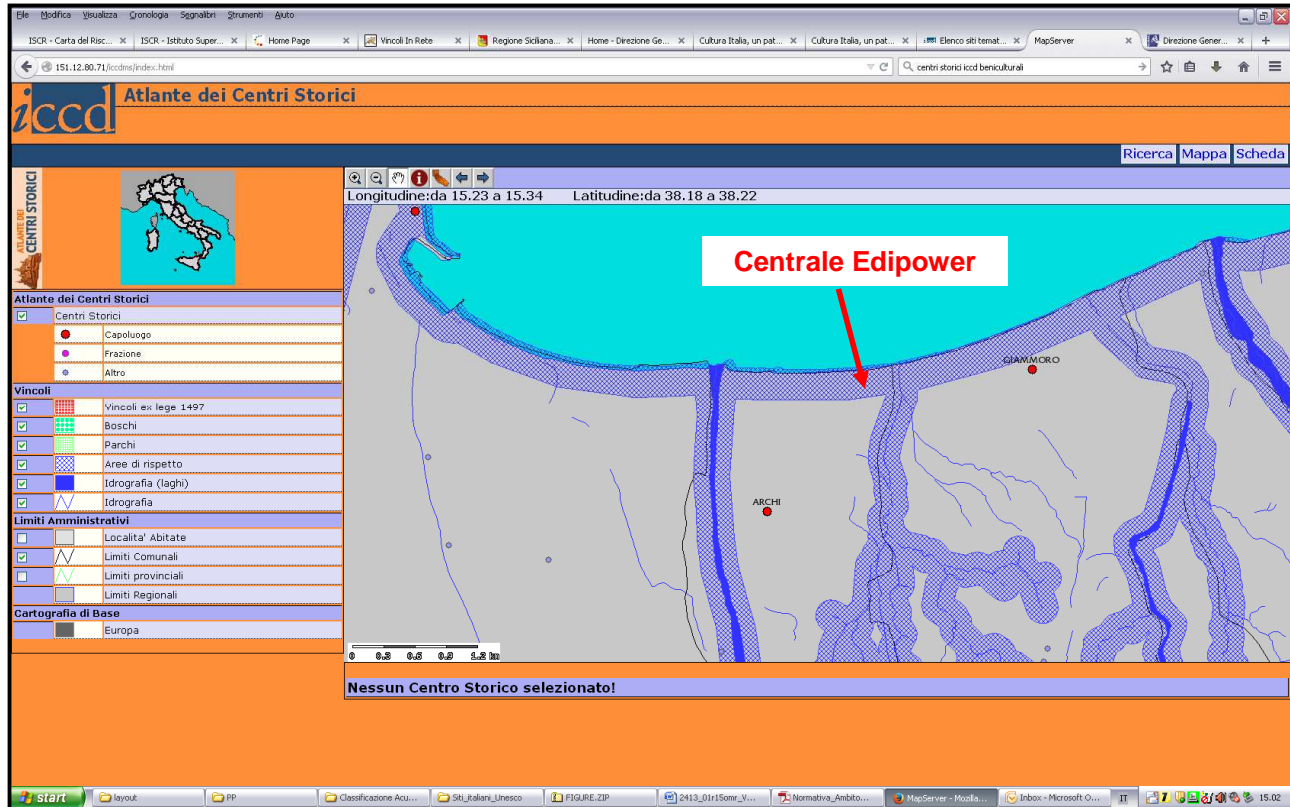 File Modifica Visualizza Cronologia Segnalibri Strumenti Aiuto
ISCR - Carta del Risc... ISCR - Istituto Super... Home Page Vincoli In Rete Regione Siciliana... Home - Direzione Ge... Cultura Italia, un pat... Cultura Italia, un pat... Elenco siti temat... MapServer Direzione Gener...
151.12.80.71/iccdms/index.html
centri storici iccd beniculturali
iccd
Atlante dei Centri Storici
Ricerca Mappa Scheda
ATLANTE DEI
CENTRI STORICI
Longitudine:da 15.23 a 15.34 Latitudine:da 38.18 a 38.22
Centrale Edipower
GIAMMORO
ARCHI
0 0.3 0.6 0.9 1.2 km
Atlante dei Centri Storici
Centri Storici
Capoluogo
Frazione
Altro
Vincoli
Vincoli ex lege 1497
Boschi
Parchi
Aree di rispetto
Idrografia (laghi)
Idrografia
Limiti Amministrativi
Localita' Abitate
Limiti Comunali
Limiti provinciali
Limiti Regionali
Cartografia di Base
Europa
Nessun Centro Storico selezionato!
start layout PP Classificazione Acu... Siti_italiani_Unesco FIGURE.ZIP 2413_01r15omr_V... Normativa_Ambito... MapServer - Mozilla... Inbox - Microsoft O... IT 15.02